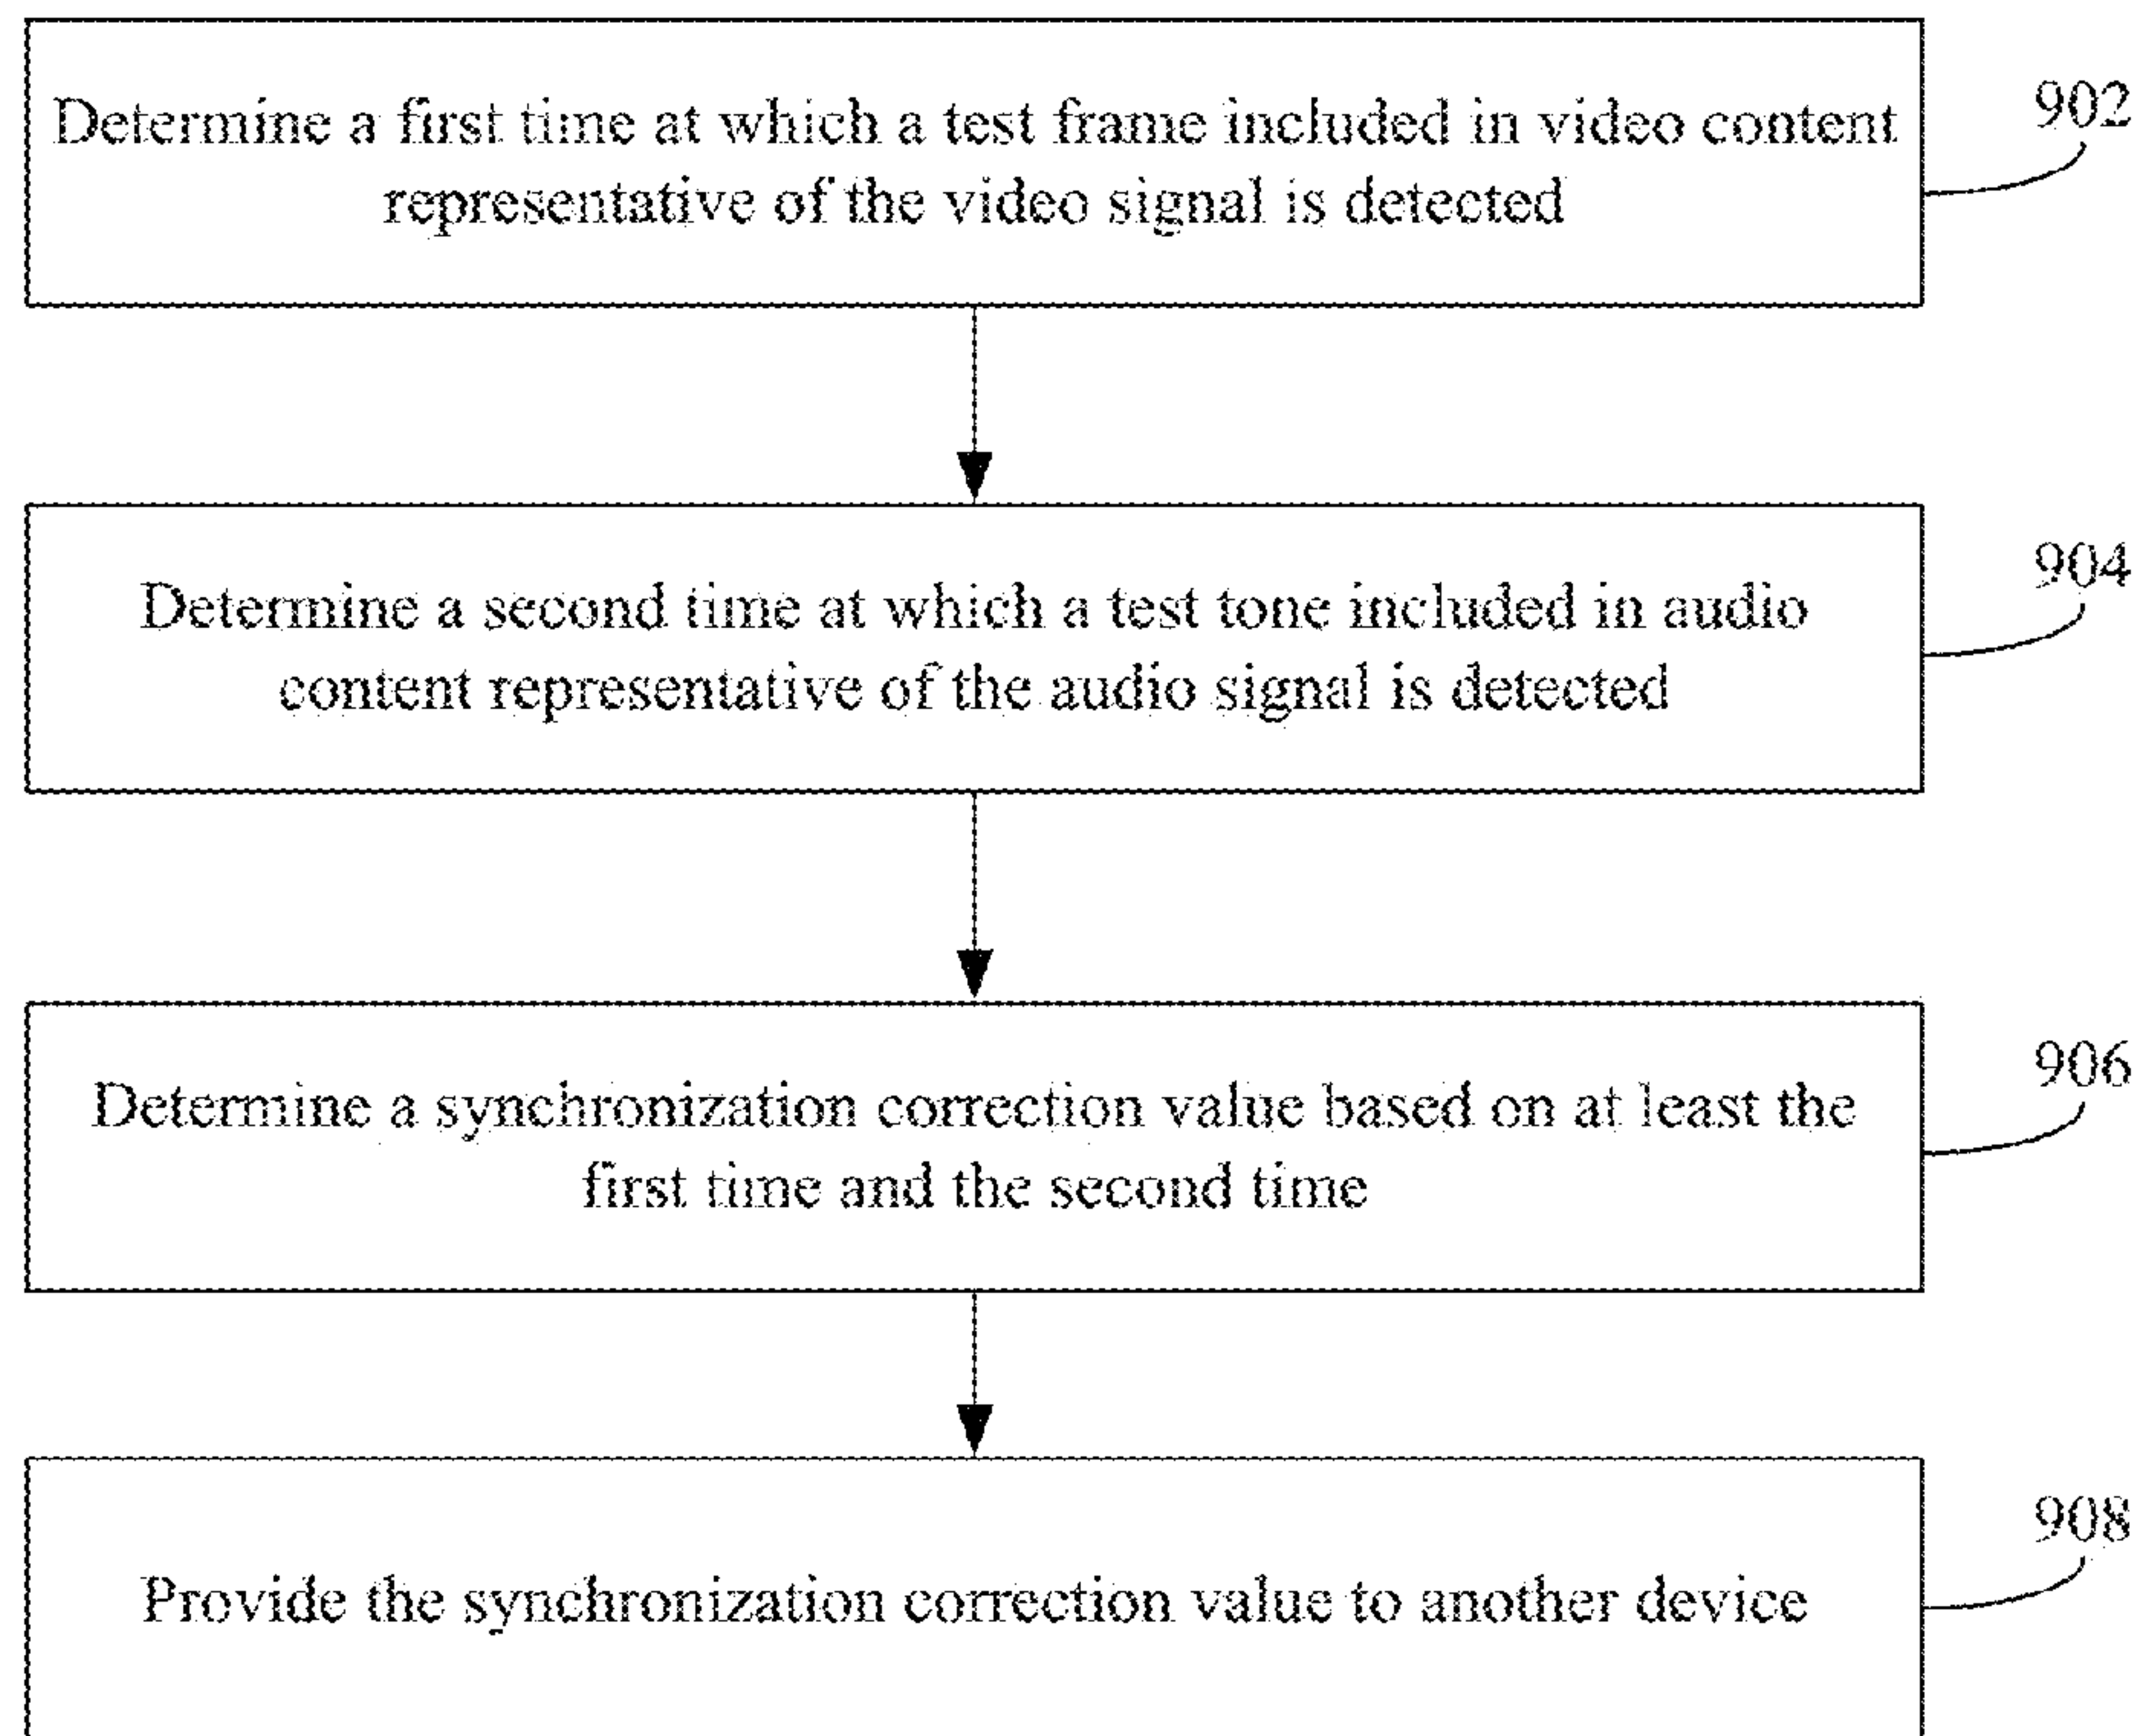 Determine a first time at which a test frame included in video content
representative of the video signal is detected
902
Determine a second time at which a test tone included in audio
content representative of the audio signal is detected
904
Determine a synchronization correction value based on at least the
first time and the second time
906
Provide the synchronization correction value to another device
908